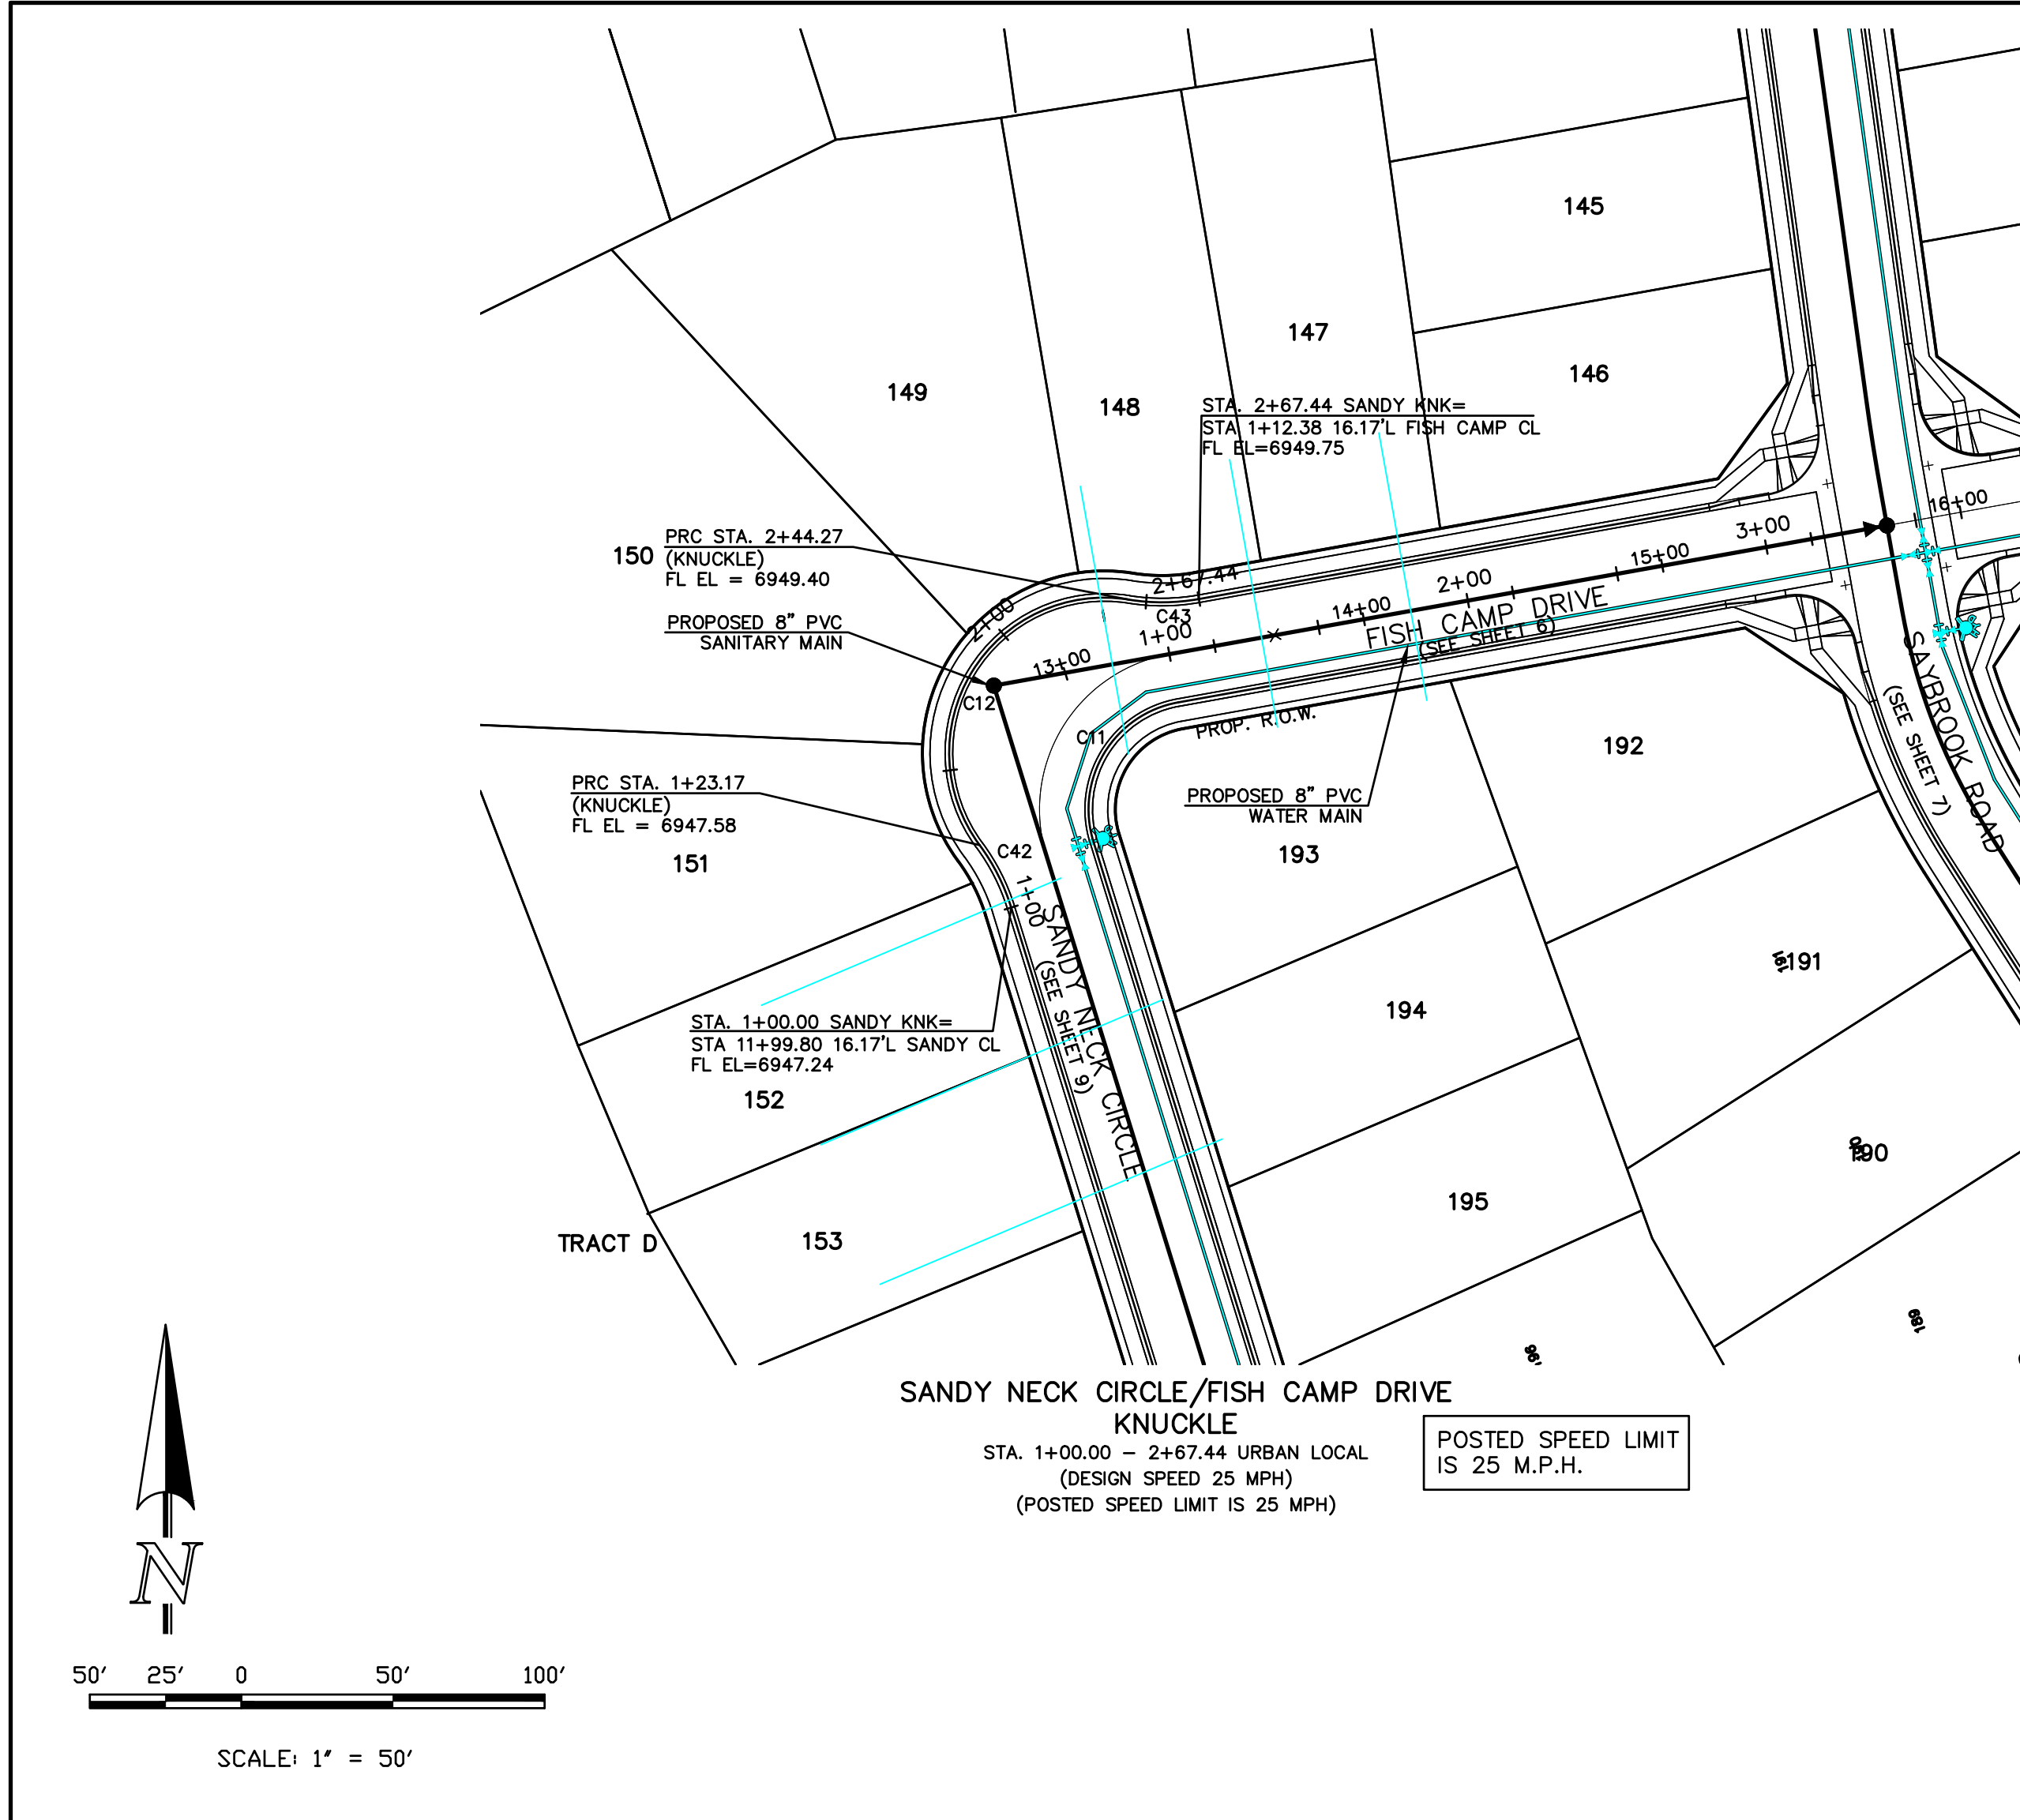 145
146
147
148
149
STA. 2+67.44 SANDY KNK=
STA 1+12.38 16.17'L FISH CAMP CL
FL EL=6949.75
150
PRC STA. 2+44.27
(KNUCKLE)
FL EL = 6949.40
PROPOSED 8" PVC
SANITARY MAIN
2+00
2+67.44
C43
1+00
13+00
14+00
2+00
15+00
3+00
16+00
FISH CAMP DRIVE
(SEE SHEET 6)
C12
C11
PROP. R.O.W.
SAYBROOK ROAD
(SEE SHEET 7)
192
PROPOSED 8" PVC
WATER MAIN
193
PRC STA. 1+23.17
(KNUCKLE)
FL EL = 6947.58
151
C42
1+00
SANDY NECK CIRCLE
(SEE SHEET 9)
191
191
194
STA. 1+00.00 SANDY KNK=
STA 11+99.80 16.17'L SANDY CL
FL EL=6947.24
152
190
195
153
TRACT D
189
SANDY NECK CIRCLE/FISH CAMP DRIVE
KNUCKLE
STA. 1+00.00 - 2+67.44 URBAN LOCAL
(DESIGN SPEED 25 MPH)
(POSTED SPEED LIMIT IS 25 MPH)
POSTED SPEED LIMIT
IS 25 M.P.H.
N
50' 25' 0 50' 100'
SCALE: 1" = 50'